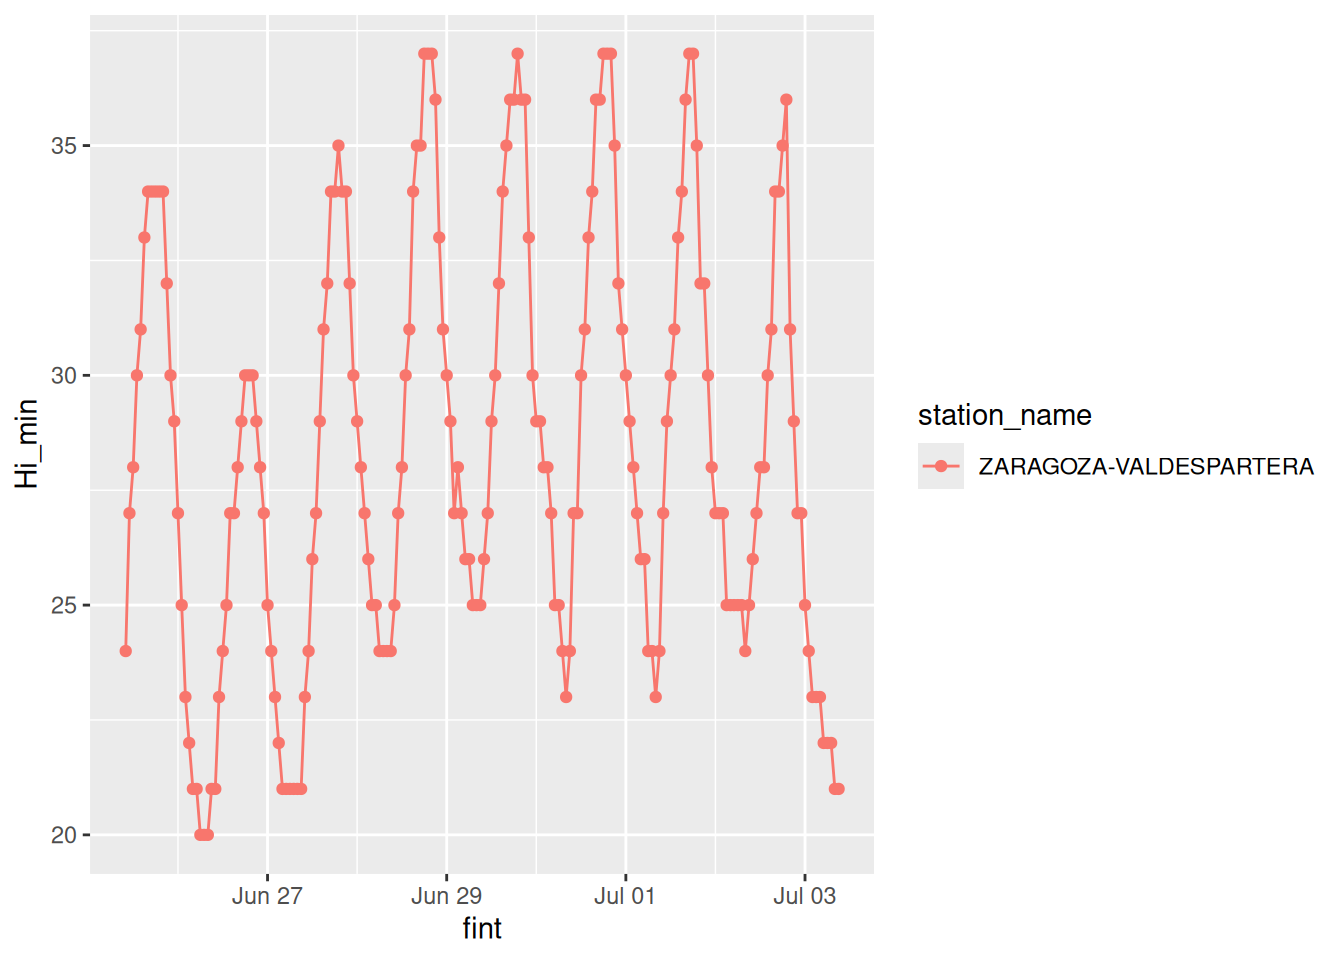 35
30
25
20
Hi_min
Jun 27
Jun 29
Jul 01
Jul 03
fint
station_name
ZARAGOZA-VALDESPARTERA